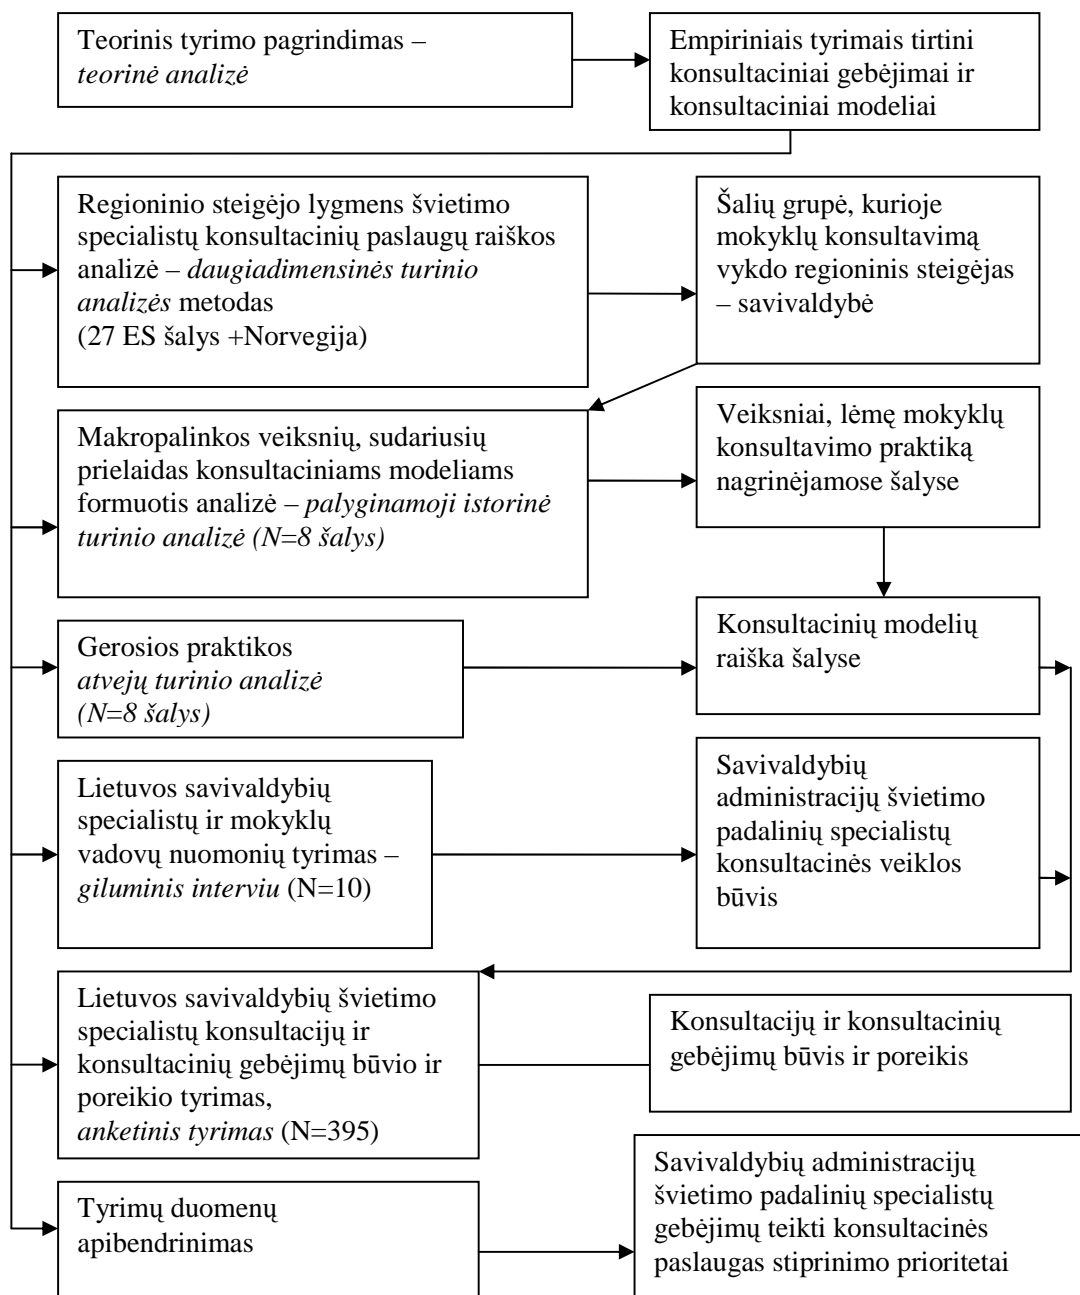 Teorinis tyrimo pagrindimas –
teorinė analizė
Empiriniais tyrimais tirtini
konsultaciniai gebėjimai ir
konsultaciniai modeliai
Regioninio steigėjo lygmens švietimo
specialistų konsultacinių paslaugų raiškos
analizė – daugiadimensinės turinio
analizės metodas
(27 ES šalys +Norvegija)
Šalių grupė, kurioje
mokyklų konsultavimą
vykdo regioninis steigėjas
– savivaldybė
Makropalinkos veiksnių, sudariusių
prielaidas konsultaciniams modeliams
formuotis analizė – palyginamoji istorinė
turinio analizė (N=8 šalys)
Veiksniai, lėmę mokyklų
konsultavimo praktiką
nagrinėjamose šalyse
Gerosios praktikos
atvejų turinio analizė
(N=8 šalys)
Konsultacinių modelių
raiška šalyse
Lietuvos savivaldybių
specialistų ir mokyklų
vadovų nuomonių tyrimas –
giluminis interviu (N=10)
Savivaldybių
administracijų švietimo
padalinių specialistų
konsultacinės veiklos
būvis
Lietuvos savivaldybių švietimo
specialistų konsultacijų ir
konsultacinių gebėjimų būvio ir
poreikio tyrimas,
anketinis tyrimas (N=395)
Konsultacijų ir konsultacinių
gebėjimų būvis ir poreikis
Tyrimų duomenų
apibendrinimas
Savivaldybių administracijų
švietimo padalinių specialistų
gebėjimų teikti konsultacinės
paslaugas stiprinimo prioritetai